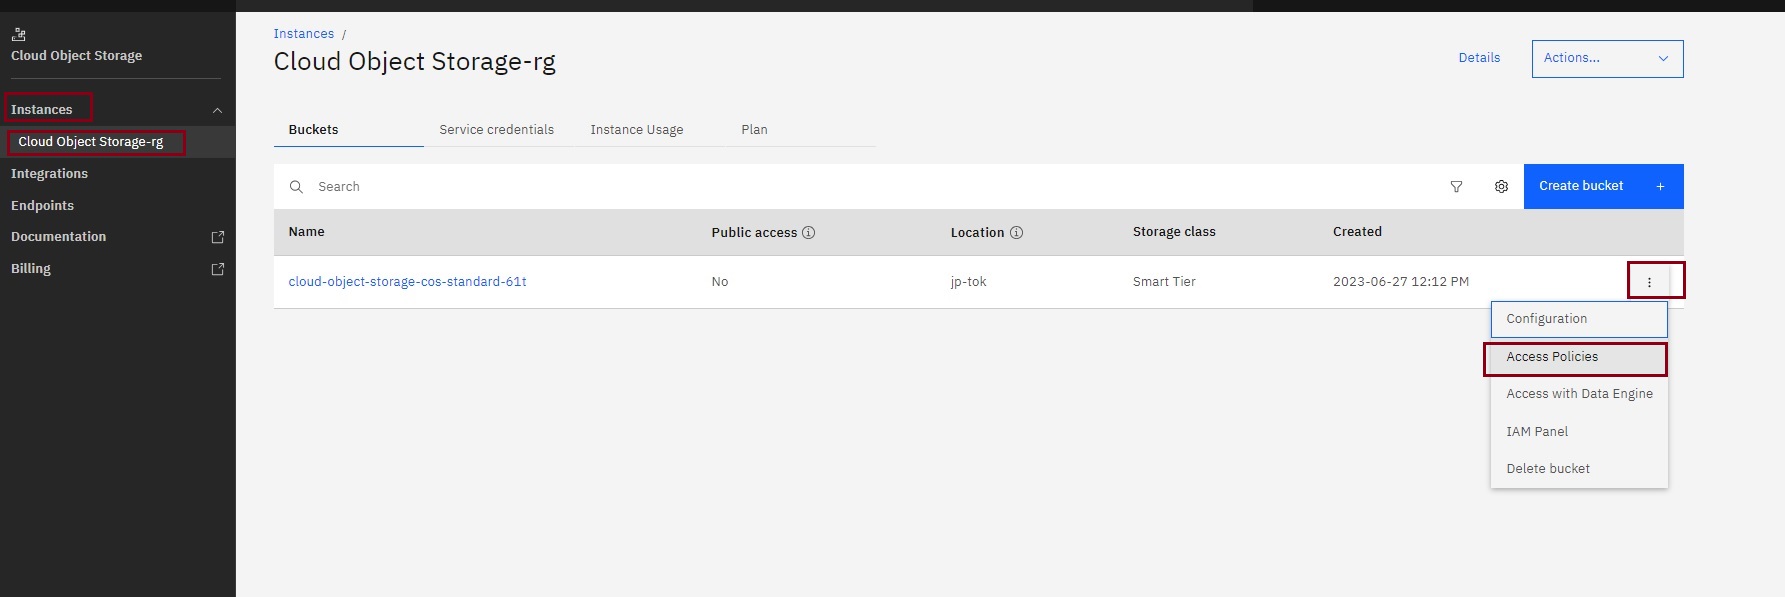 Cloud Object Storage
Instances
Cloud Object Storage-rg
Integrations
Endpoints
Documentation
Billing
Instances /
Cloud Object Storage-rg
Details
Actions...
Buckets
Service credentials
Instance Usage
Plan
Search
Create bucket +
Name
Public access
Location
Storage class
Created
cloud-object-storage-cos-standard-61t
No
jp-tok
Smart Tier
2023-06-27 12:12 PM
Configuration
Access Policies
Access with Data Engine
IAM Panel
Delete bucket